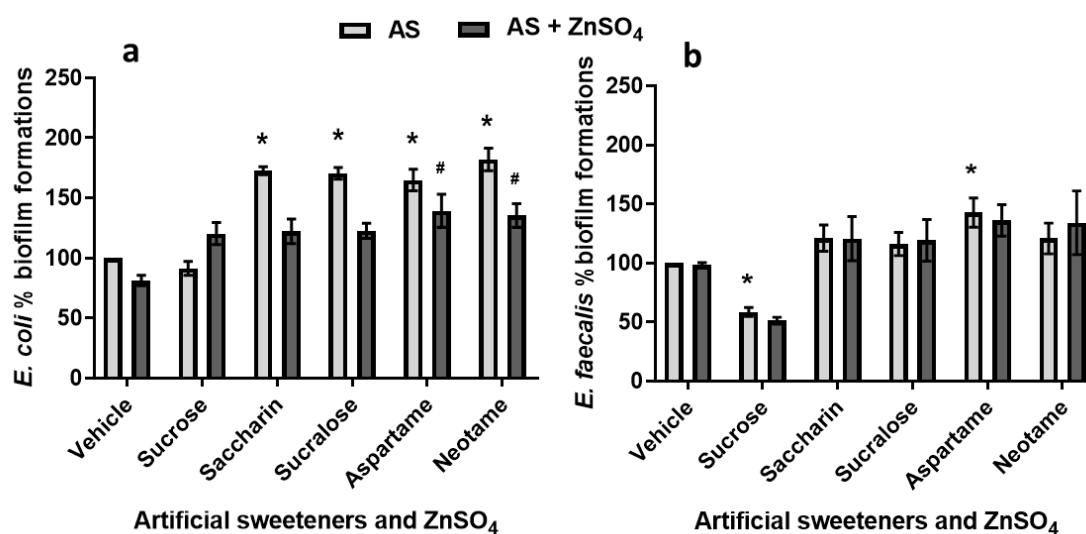 AS AS + ZnSO₄
a
E. coli % biofilm formations
250
200
150
100
50
0
* * * * # #
Vehicle Sucrose Saccharin Sucralose Aspartame Neotame
Artificial sweeteners and ZnSO₄
b
E. faecalis % biofilm formations
250
200
150
100
50
0
* *
Vehicle Sucrose Saccharin Sucralose Aspartame Neotame
Artificial sweeteners and ZnSO₄